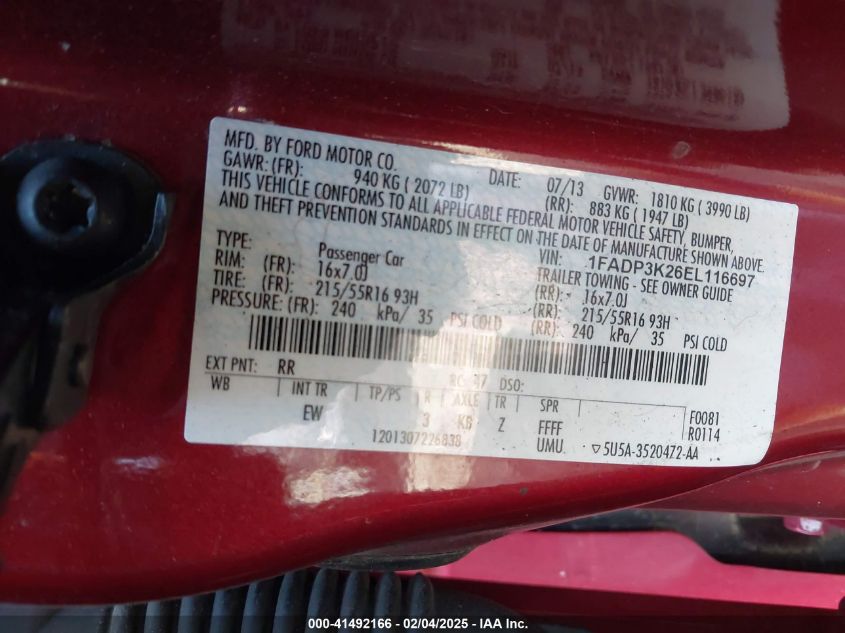 MFD. BY FORD MOTOR CO. DATE: 07/13 GVWR: 1810 KG ( 3990 LB)
GAWR: (FR): 940 KG ( 2072 LB) (RR): 883 KG ( 1947 LB)
THIS VEHICLE CONFORMS TO ALL APPLICABLE FEDERAL MOTOR VEHICLE SAFETY, BUMPER,
AND THEFT PREVENTION STANDARDS IN EFFECT ON THE DATE OF MANUFACTURE SHOWN ABOVE.
VIN: 1FADP3K26EL116697
TYPE: Passenger Car TRAILER TOWING - SEE OWNER GUIDE
RIM: (FR): 16x7.0J (RR): 16x7.0J
TIRE: (FR): 215/55R16 93H (RR): 215/55R16 93H
PRESSURE: (FR): 240 kPa/ 35 PSI COLD (RR): 240 kPa/ 35 PSI COLD
EXT PNT: RR RC: 47 DSO:
WB INT TR TP/PS R AXLE TR SPR F0081
EW 3 KB Z FFFF R0114
1201307226838 UMU ▽5U5A-3520472-AA
000-41492166 - 02/04/2025 - IAA Inc.